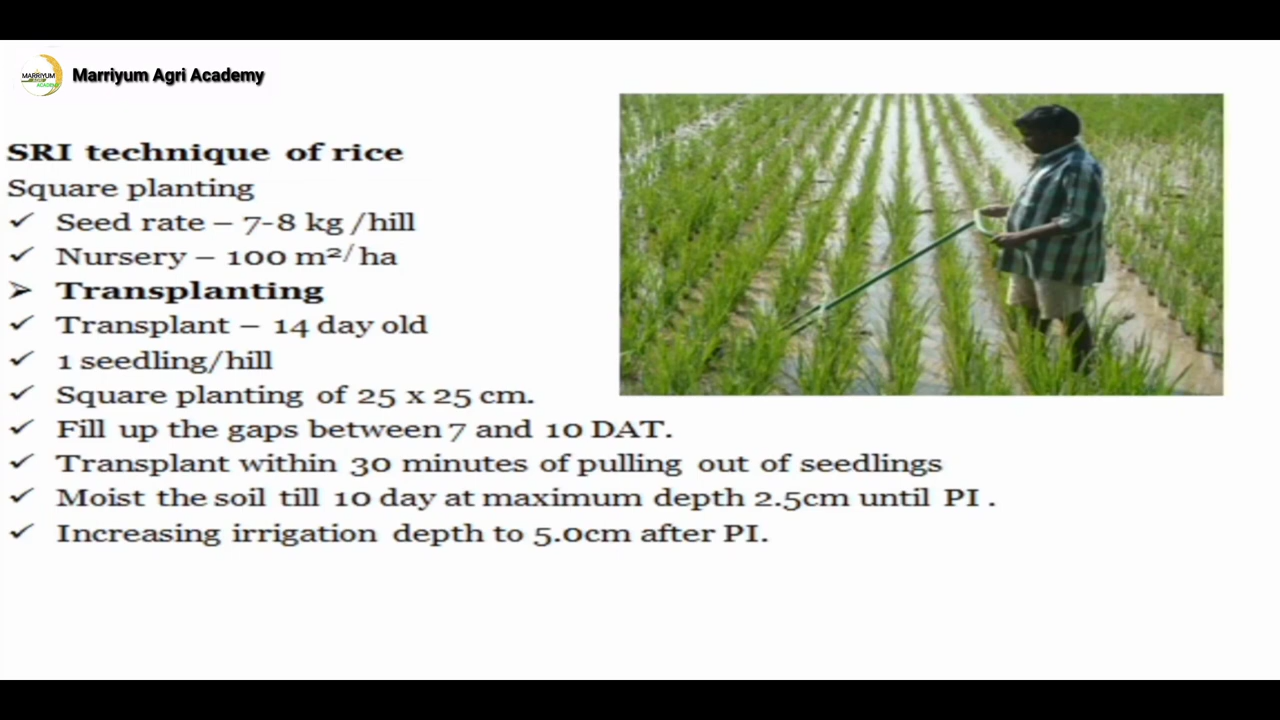 MARRIYUM
ACADEMY
Marriyum Agri Academy
SRI technique of rice
Square planting
✓ Seed rate – 7-8 kg /hill
✓ Nursery – 100 m²/ ha
➢ Transplanting
✓ Transplant – 14 day old
✓ 1 seedling/hill
✓ Square planting of 25 x 25 cm.
✓ Fill up the gaps between 7 and 10 DAT.
✓ Transplant within 30 minutes of pulling out of seedlings
✓ Moist the soil till 10 day at maximum depth 2.5cm until PI .
✓ Increasing irrigation depth to 5.0cm after PI.